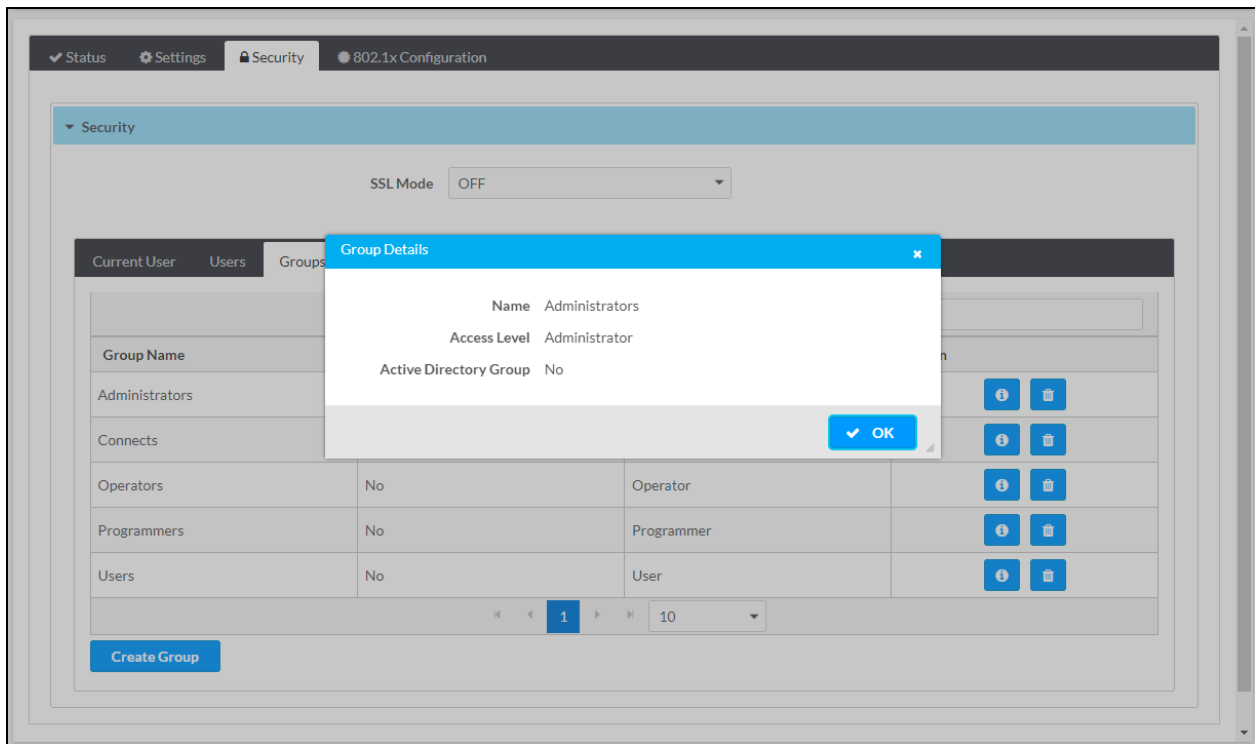 Status Settings Security 802.1x Configuration
Security
SSL Mode OFF
Current User Users Groups
Group Details
Name Administrators
Access Level Administrator
Active Directory Group No
OK
Group Name n
Administrators
Connects
Operators No Operator
Programmers No Programmer
Users No User
1 10
Create Group